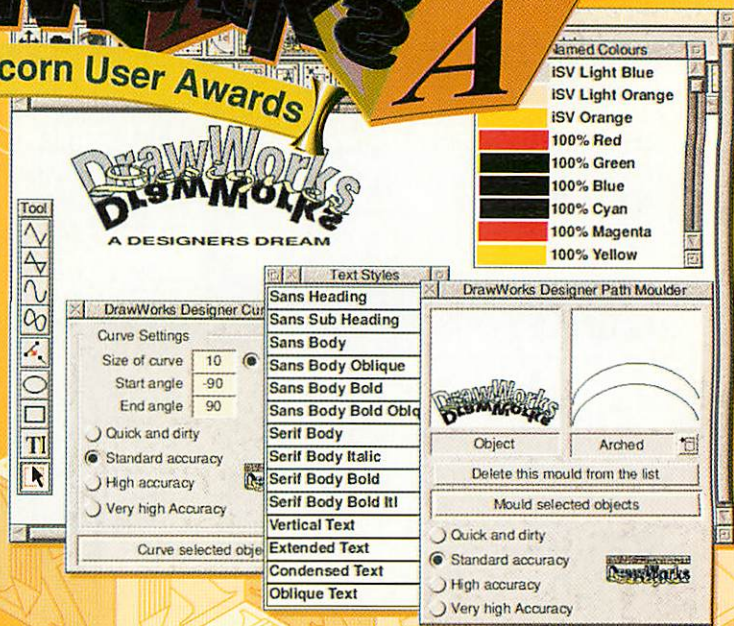 corn User Awards
A
Named Colours
iSV Light Blue
iSV Light Orange
iSV Orange
100% Red
100% Green
100% Blue
100% Cyan
100% Magenta
100% Yellow
DrawWorks
DrawWorks
A DESIGNERS DREAM
Tool
TI
DrawWorks Designer Cur
Curve Settings
Size of curve 10
Start angle -90
End angle 90
Quick and dirty
Standard accuracy
High accuracy
Very high Accuracy
Curve selected obje
Text Styles
Sans Heading
Sans Sub Heading
Sans Body
Sans Body Oblique
Sans Body Bold
Sans Body Bold Oblq
Serif Body
Serif Body Italic
Serif Body Bold
Serif Body Bold Itl
Vertical Text
Extended Text
Condensed Text
Oblique Text
DrawWorks Designer Path Moulder
DrawWorks
DrawWorks
Object
Arched
Delete this mould from the list
Mould selected objects
Quick and dirty
Standard accuracy
High accuracy
Very high Accuracy
DrawWorks